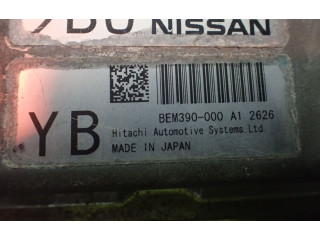 NISSAN
YB
BEM390-000 A1 2626
Hitachi Automotive Systems,Ltd.
MADE IN JAPAN